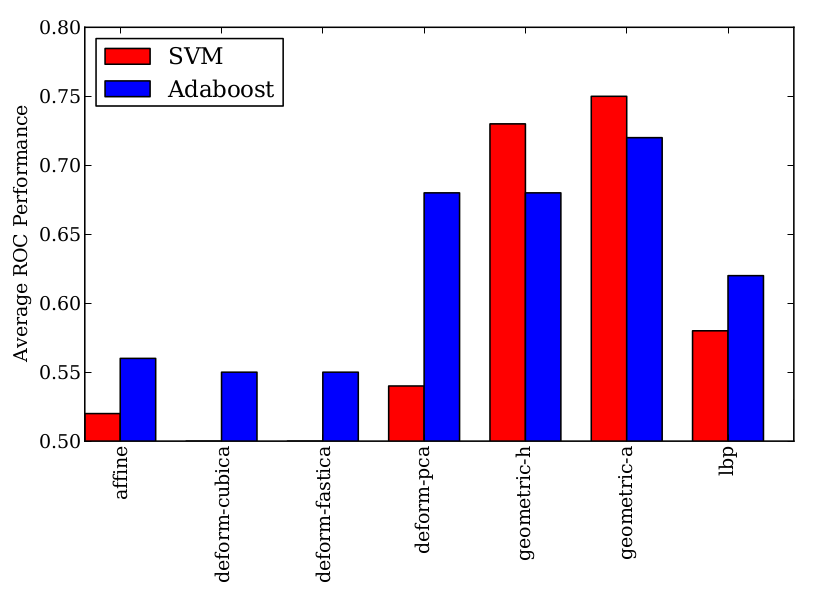 SVM
Adaboost
Average ROC Performance
0.80
0.75
0.70
0.65
0.60
0.55
0.50
affine
deform-cubica
deform-fastica
deform-pca
geometric-h
geometric-a
lbp